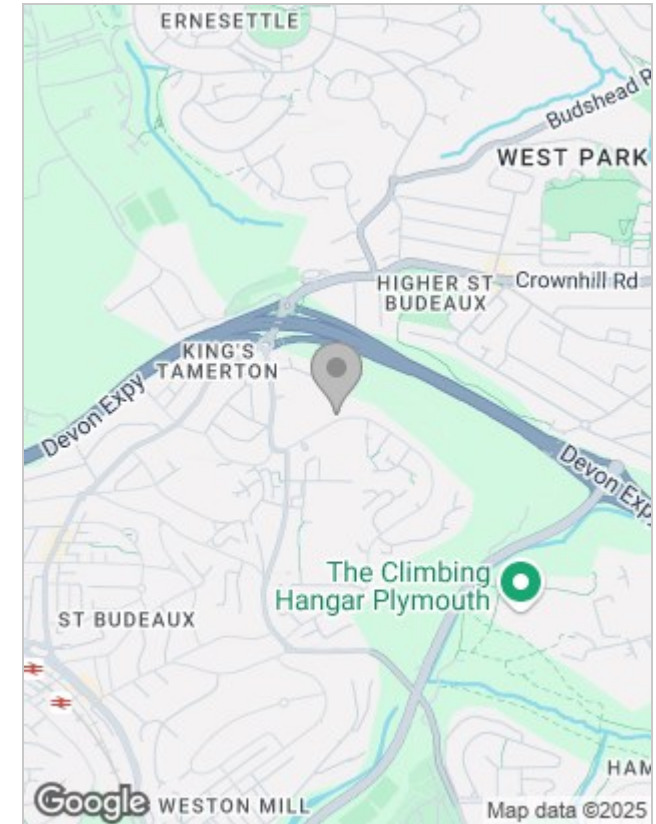 ERNESETTLE
Budshead R
WEST PARK
HIGHER ST
BUDEAUX
Crownhill Rd
KING'S
TAMERTON
Devon Expy
Devon Expy
The Climbing
Hangar Plymouth
ST BUDEAUX
HAM
Google
WESTON MILL
Map data ©2025